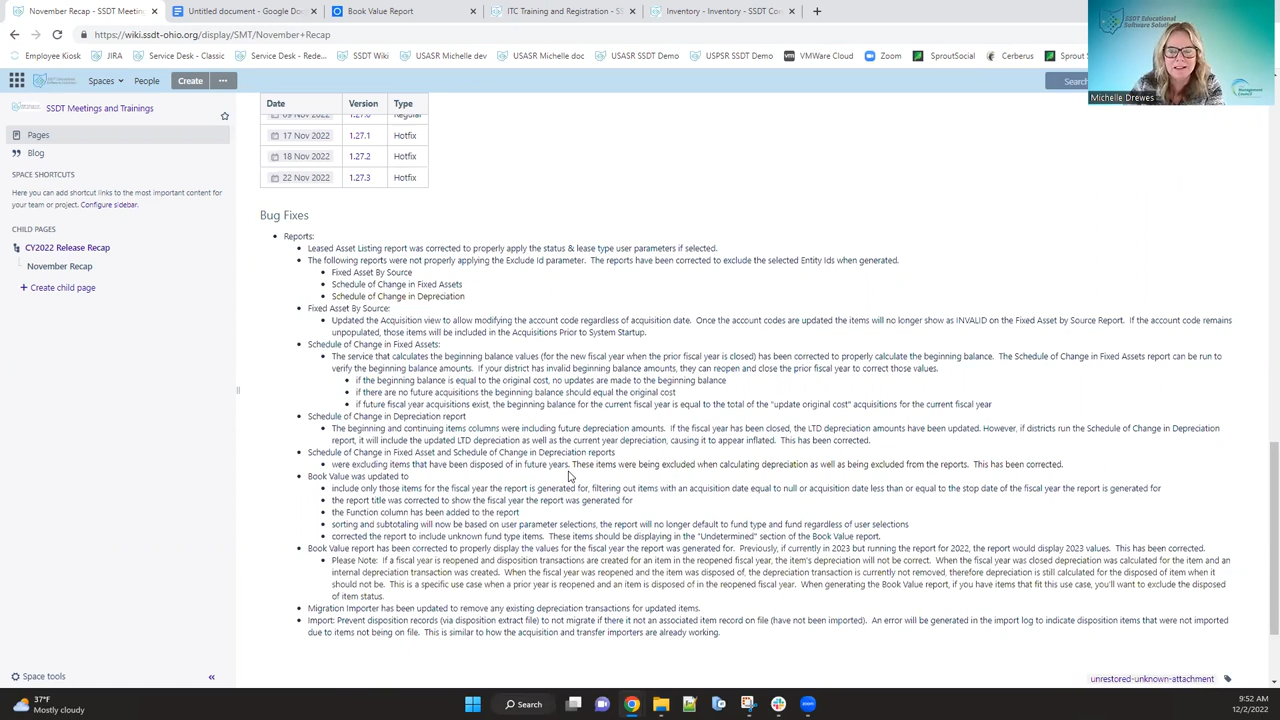 November Recap - SSDT Meetin
Untitled document - Google Doc
Book Value Report
ITC Training and Registration - SS
Inventory - Inventory - SSDT Con
https://wiki.ssdt-ohio.org/display/SMT/November+Recap
Employee Kiosk
JIRA
Service Desk - Classic
Service Desk - Rede...
SSDT Wiki
USASR Michelle dev
USASR Michelle doc
USASR SSDT Demo
USPSR SSDT Demo
VMWare Cloud
Zoom
SproutSocial
Cerberus
Sprout S
Spaces
People
Create
Search
Michelle Drewes
SSDT Meetings and Trainings
Pages
Blog
SPACE SHORTCUTS
Here you can add shortcut links to the most important content for
your team or project. Configure sidebar.
CHILD PAGES
CY2022 Release Recap
November Recap
+ Create child page
Space tools
Date Version Type
09 Nov 2022 1.27.0 Regular
17 Nov 2022 1.27.1 Hotfix
18 Nov 2022 1.27.2 Hotfix
22 Nov 2022 1.27.3 Hotfix
Bug Fixes
Reports:
Leased Asset Listing report was corrected to properly apply the status & lease type user parameters if selected.
The following reports were not properly applying the Exclude Id parameter. The reports have been corrected to exclude the selected Entity Ids when generated.
Fixed Asset By Source
Schedule of Change in Fixed Assets
Schedule of Change in Depreciation
Fixed Asset By Source:
Updated the Acquisition view to allow modifying the account code regardless of acquisition date. Once the account codes are updated the items will no longer show as INVALID on the Fixed Asset by Source Report. If the account code remains
unpopulated, those items will be included in the Acquisitions Prior to System Startup.
Schedule of Change in Fixed Assets:
The service that calculates the beginning balance values (for the new fiscal year when the prior fiscal year is closed) has been corrected to properly calculate the beginning balance. The Schedule of Change in Fixed Assets report can be run to
verify the beginning balance amounts. If your district has invalid beginning balance amounts, they can reopen and close the prior fiscal year to correct those values.
if the beginning balance is equal to the original cost, no updates are made to the beginning balance
if there are no future acquisitions the beginning balance should equal the original cost
if future fiscal year acquisitions exist, the beginning balance for the current fiscal year is equal to the total of the "update original cost" acquisitions for the current fiscal year
Schedule of Change in Depreciation report
The beginning and continuing items columns were including future depreciation amounts. If the fiscal year has been closed, the LTD depreciation amounts have been updated. However, if districts run the Schedule of Change in Depreciation
report, it will include the updated LTD depreciation as well as the current year depreciation, causing it to appear inflated. This has been corrected.
Schedule of Change in Fixed Asset and Schedule of Change in Depreciation reports
were excluding items that have been disposed of in future years. These items were being excluded when calculating depreciation as well as being excluded from the reports. This has been corrected.
Book Value was updated to
include only those items for the fiscal year the report is generated for, filtering out items with an acquisition date equal to null or acquisition date less than or equal to the stop date of the fiscal year the report is generated for
the report title was corrected to show the fiscal year the report was generated for
the Function column has been added to the report
sorting and subtotaling will now be based on user parameter selections, the report will no longer default to fund type and fund regardless of user selections
corrected the report to include unknown fund type items. These items should be displaying in the "Undetermined" section of the Book Value report.
Book Value report has been corrected to properly display the values for the fiscal year the report was generated for. Previously, if currently in 2023 but running the report for 2022, the report would display 2023 values. This has been corrected.
Please Note: If a fiscal year is reopened and disposition transactions are created for an item in the reopened fiscal year, the item's depreciation will not be correct. When the fiscal year was closed depreciation was calculated for the item and an
internal depreciation transaction was created. When the fiscal year was reopened and the item was disposed of, the depreciation transaction is currently not removed, therefore depreciation is still calculated for the disposed of item when it
should not be. This is a specific use case when a prior year is reopened and an item is disposed of in the reopened fiscal year. When generating the Book Value report, if you have items that fit this use case, you'll want to exclude the disposed
of item status.
Migration Importer has been updated to remove any existing depreciation transactions for updated items.
Import: Prevent disposition records (via disposition extract file) to not migrate if there it not an associated item record on file (have not been imported). An error will be generated in the import log to indicate disposition items that were not imported
due to items not being on file. This is similar to how the acquisition and transfer importers are already working.
unrestored-unknown-attachment
37°F
Mostly cloudy
Search
9:52 AM
12/2/2022